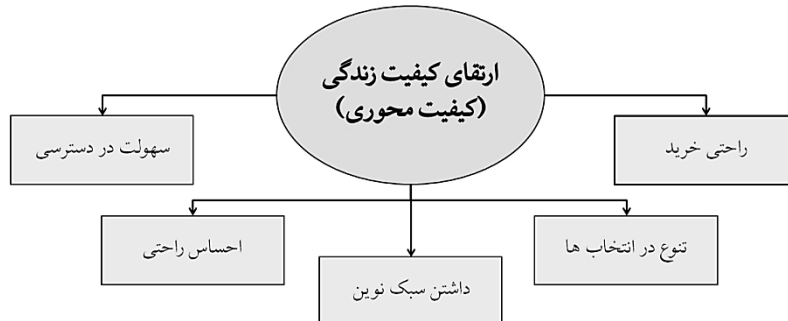 ارتقای کیفیت زندگی
(کیفیت محوری)
راحتی خرید
سهولت در دسترسی
تنوع در انتخاب ها
احساس راحتی
داشتن سبک نوین